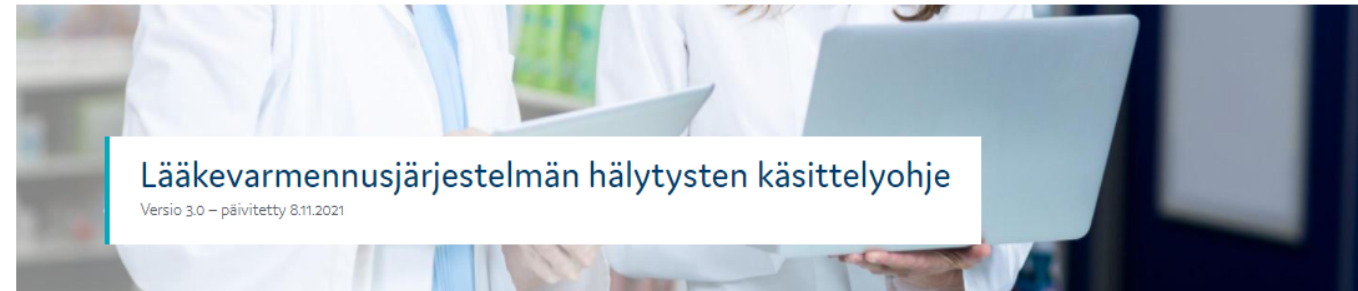 Lääkevarmennusjärjestelmän hälytysten käsittelyohje
Versio 3.0 – päivitetty 8.11.2021